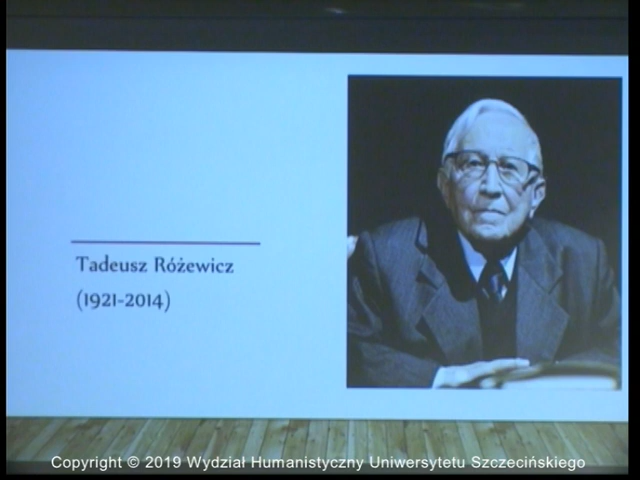 Tadeusz Różewicz
(1921-2014)
Copyright © 2019 Wydział Humanistyczny Uniwersytetu Szczecińskiego